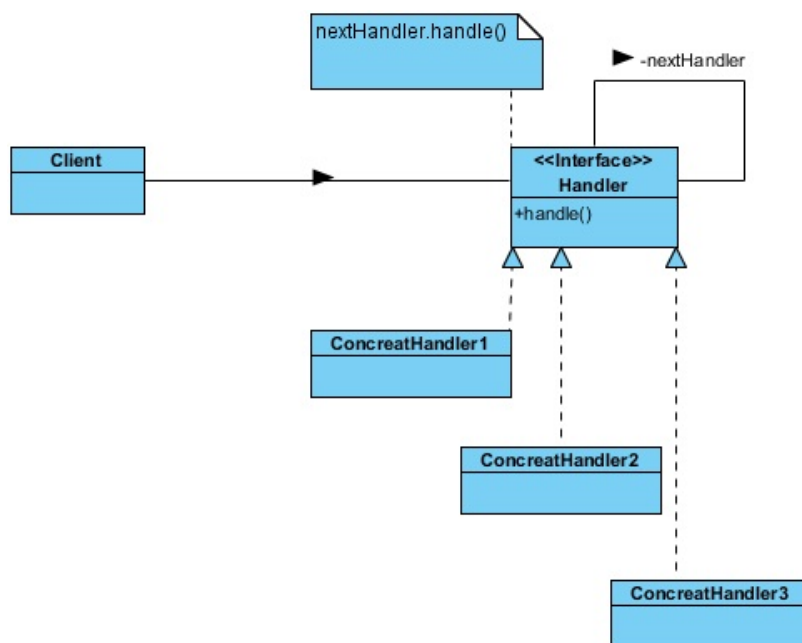 nextHandler.handle()
-nextHandler
Client
<<Interface>>
Handler
+handle()
ConcreatHandler1
ConcreatHandler2
ConcreatHandler3